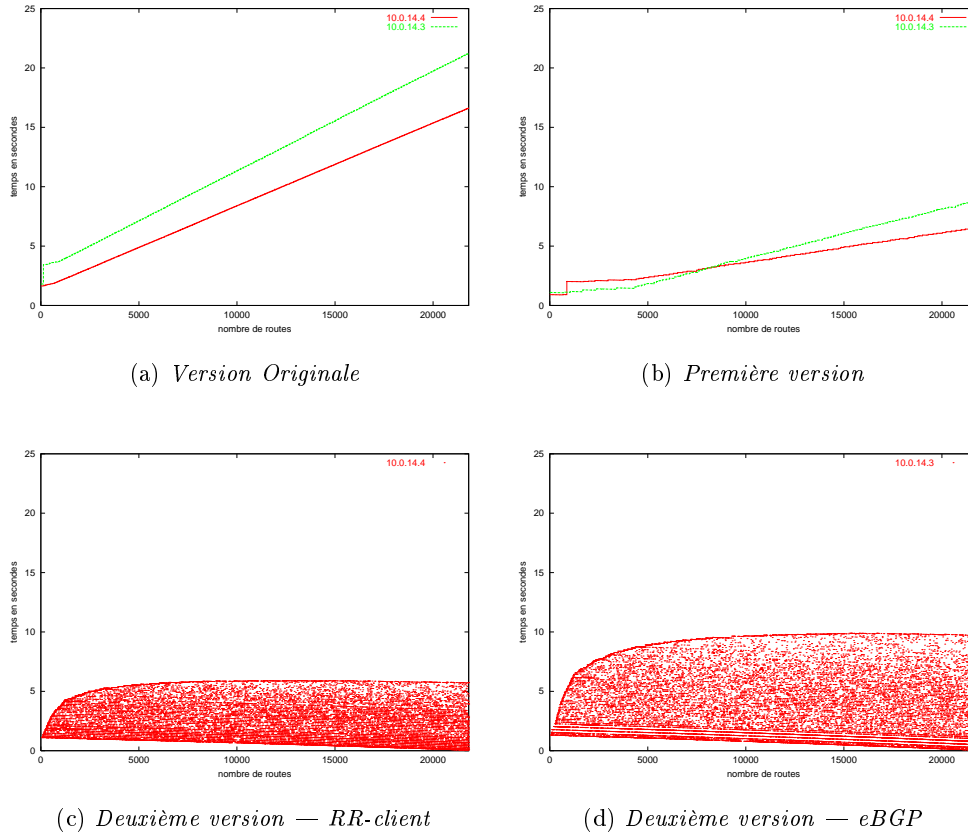 25
20
15
10
5
0
temps en secondes
0 5000 10000 15000 20000
nombre de routes
10.0.14.4
10.0.14.3
(a) Version Originale
25
20
15
10
5
0
temps en secondes
0 5000 10000 15000 20000
nombre de routes
10.0.14.4
10.0.14.3
(b) Première version
25
20
15
10
5
0
temps en secondes
0 5000 10000 15000 20000
nombre de routes
10.0.14.4
(c) Deuxième version — RR-client
25
20
15
10
5
0
temps en secondes
0 5000 10000 15000 20000
nombre de routes
10.0.14.3
(d) Deuxième version — eBGP